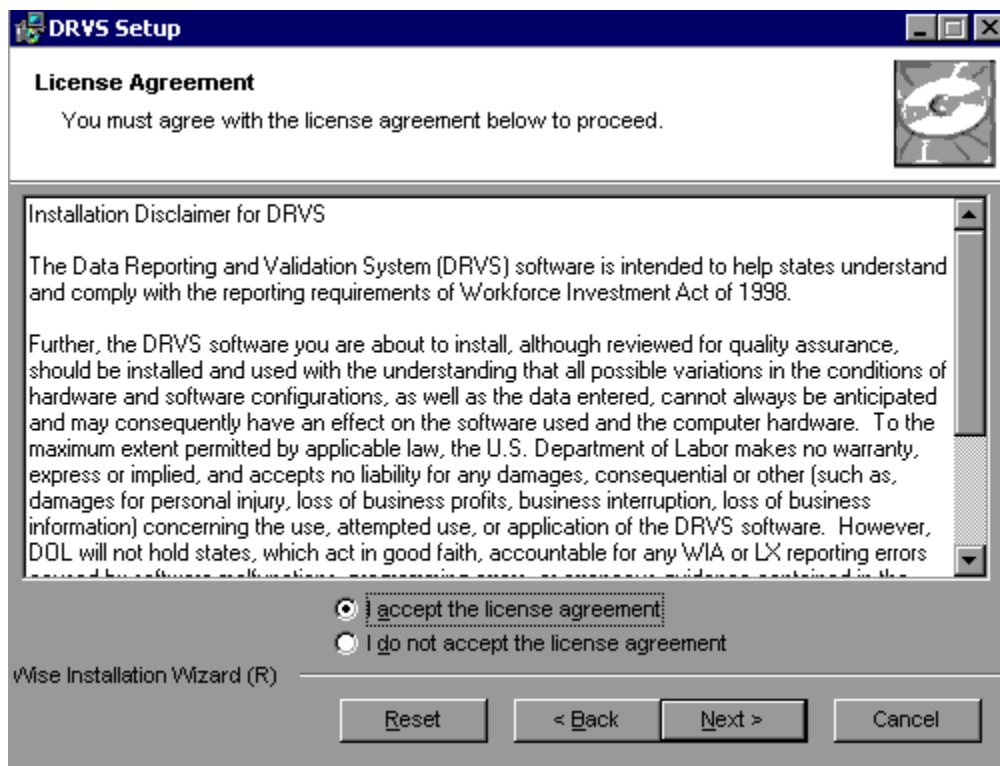 DRVS Setup
License Agreement
You must agree with the license agreement below to proceed.
Installation Disclaimer for DRVS
The Data Reporting and Validation System (DRVS) software is intended to help states understand
and comply with the reporting requirements of Workforce Investment Act of 1998.
Further, the DRVS software you are about to install, although reviewed for quality assurance,
should be installed and used with the understanding that all possible variations in the conditions of
hardware and software configurations, as well as the data entered, cannot always be anticipated
and may consequently have an effect on the software used and the computer hardware.  To the
maximum extent permitted by applicable law, the U.S. Department of Labor makes no warranty,
express or implied, and accepts no liability for any damages, consequential or other (such as,
damages for personal injury, loss of business profits, business interruption, loss of business
information) concerning the use, attempted use, or application of the DRVS software.  However,
DOL will not hold states, which act in good faith, accountable for any WIA or LX reporting errors
I accept the license agreement
I do not accept the license agreement
Wise Installation Wizard (R)
Reset
< Back
Next >
Cancel